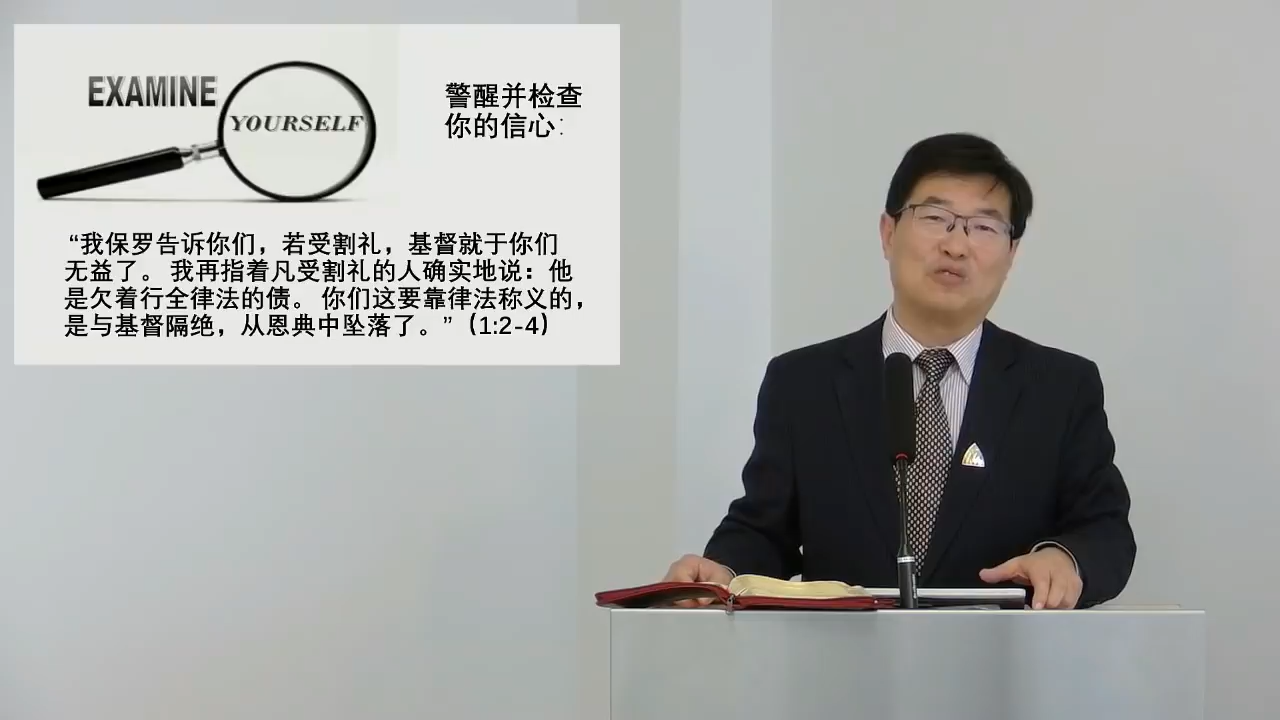 EXAMINE
YOURSELF
警醒并检查
你的信心:
“我保罗告诉你们，若受割礼，基督就于你们
无益了。 我再指着凡受割礼的人确实地说：他
是欠着行全律法的债。 你们这要靠律法称义的，
是与基督隔绝，从恩典中坠落了。”（1:2-4）